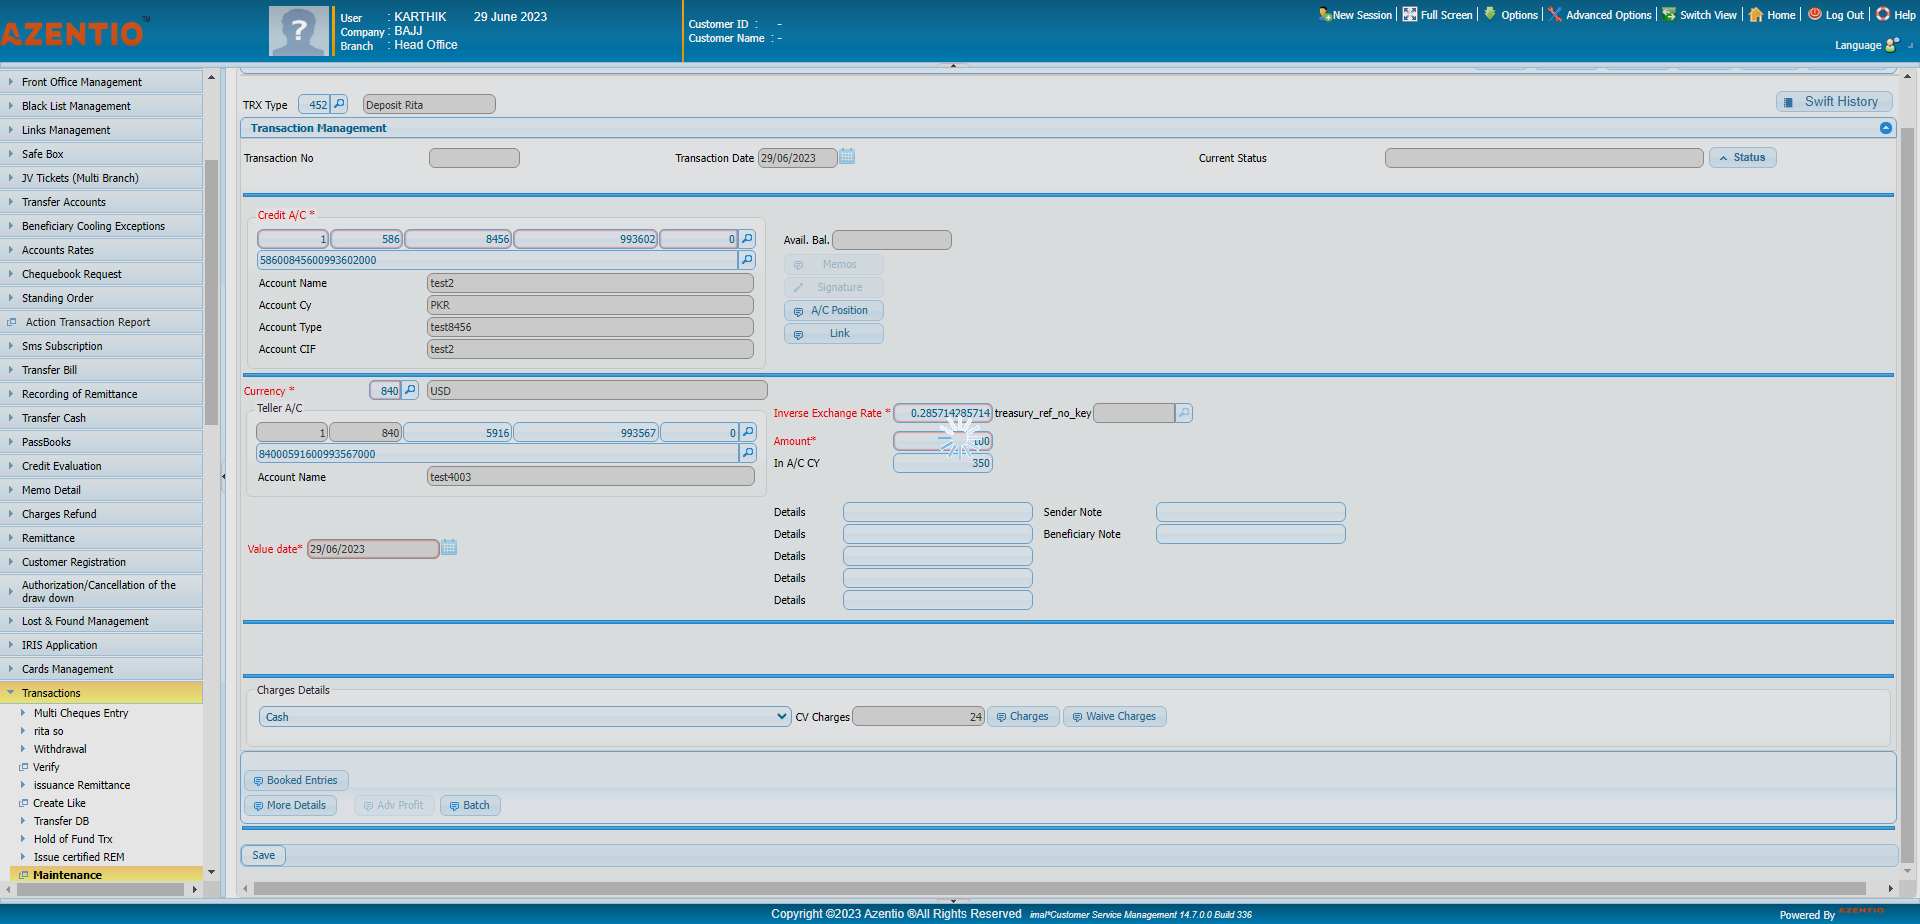 AZENTIO™
User : KARTHIK 29 June 2023
Company : BAJJ
Branch : Head Office
Customer ID : -
Customer Name : -
New Session | Full Screen | Options | Advanced Options | Switch View | Home | Log Out | Help
Language
Front Office Management
Black List Management
Links Management
Safe Box
JV Tickets (Multi Branch)
Transfer Accounts
Beneficiary Cooling Exceptions
Accounts Rates
Chequebook Request
Standing Order
Action Transaction Report
Sms Subscription
Transfer Bill
Recording of Remittance
Transfer Cash
PassBooks
Credit Evaluation
Memo Detail
Charges Refund
Remittance
Customer Registration
Authorization/Cancellation of the
draw down
Lost & Found Management
IRIS Application
Cards Management
Transactions
Multi Cheques Entry
rita so
Withdrawal
Verify
issuance Remittance
Create Like
Transfer DB
Hold of Fund Trx
Issue certified REM
Maintenance
TRX Type 452 Deposit Rita
Swift History
Transaction Management
Transaction No Transaction Date 29/06/2023 Current Status Status
Credit A/C *
1 586 8456 993602 0
58600845600993602000
Account Name test2
Account Cy PKR
Account Type test8456
Account CIF test2
Avail. Bal.
Memos
Signature
A/C Position
Link
Currency * 840 USD
Teller A/C
1 840 5916 993567 0
84000591600993567000
Account Name test4003
Inverse Exchange Rate * 0.285714285714 treasury_ref_no_key
Amount* 100
In A/C CY 350
Value date* 29/06/2023
Details Sender Note
Details Beneficiary Note
Details
Details
Details
Charges Details
Cash CV Charges 24 Charges Waive Charges
Booked Entries
More Details Adv Profit Batch
Save
Copyright ©2023 Azentio ®All Rights Reserved imal*Customer Service Management 14.7.0.0 Build 336
Powered By AZENTIO